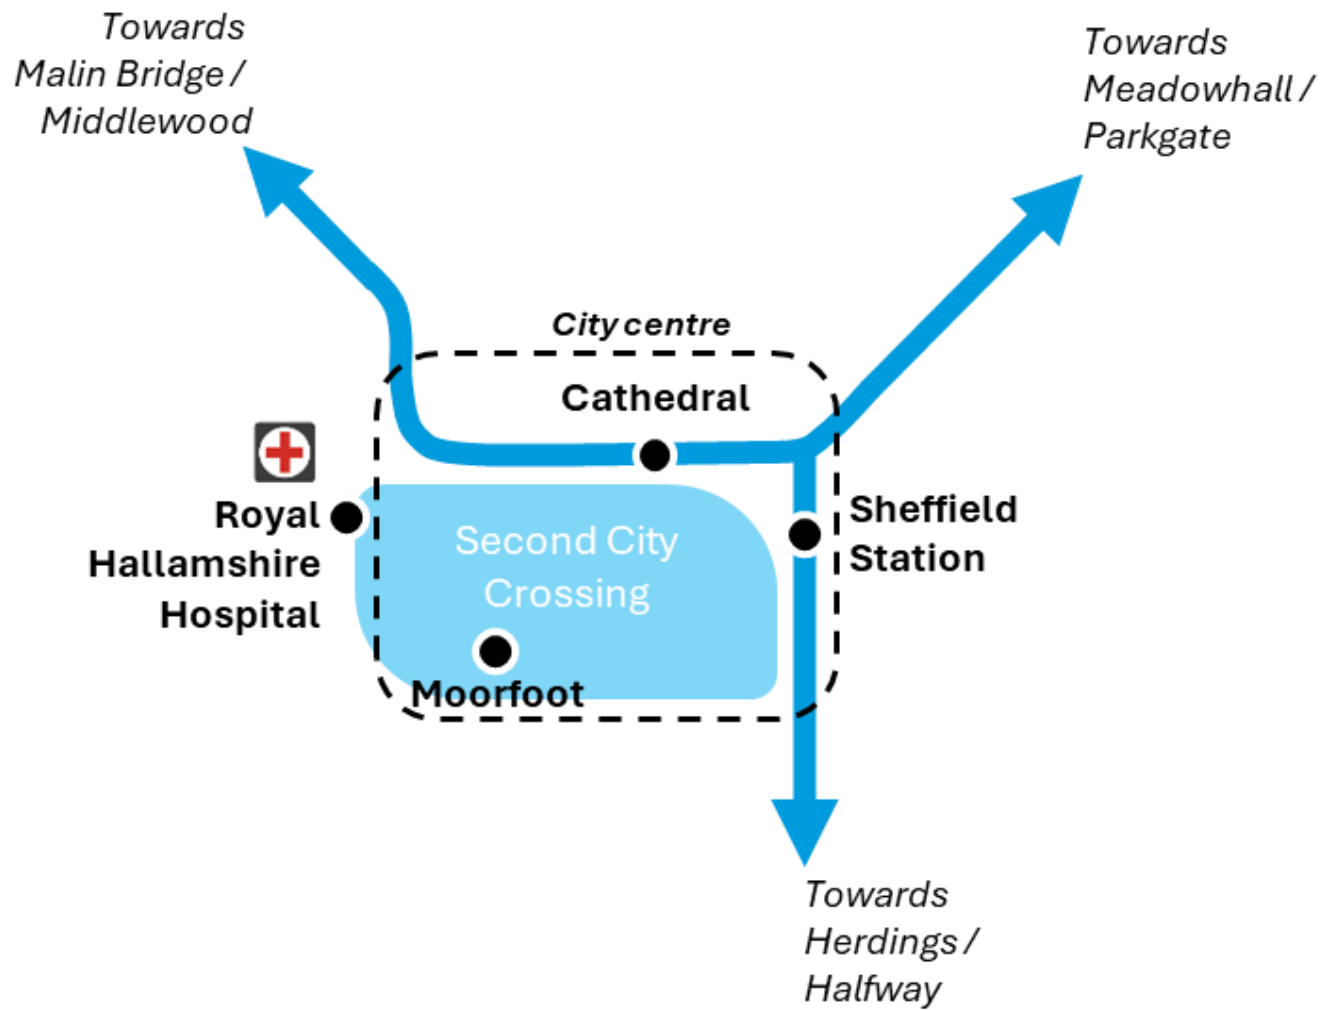 Towards
Malin Bridge /
Middlewood
Towards
Meadowhall /
Parkgate
City centre
Cathedral
Royal
Hallamshire
Hospital
Second City
Crossing
Sheffield
Station
Moorfoot
Towards
Herdings /
Halfway